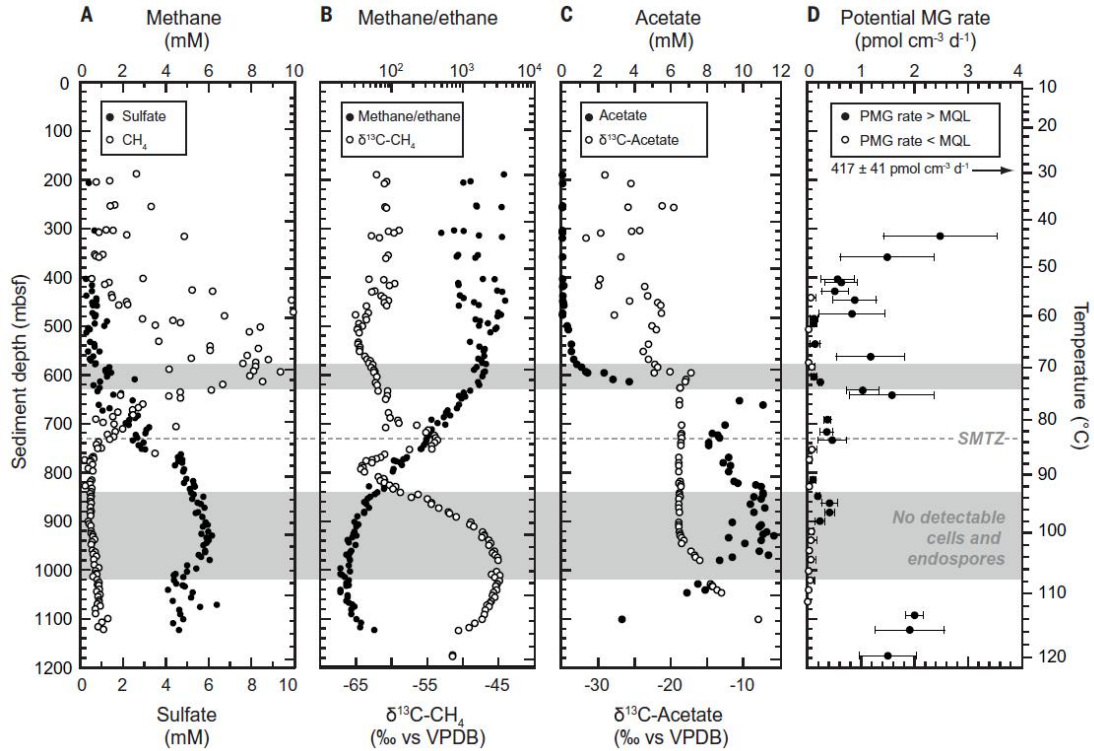 A Methane (mM)
B Methane/ethane
C Acetate (mM)
D Potential MG rate (pmol cm⁻³ d⁻¹)
0 2 4 6 8 10
10² 10³ 10⁴
0 2 4 6 8 10 12
0 1 2 3 4
Sediment depth (mbsf)
0
100
200
300
400
500
600
700
800
900
1000
1100
1200
Sulfate
CH₄
Methane/ethane
δ¹³C-CH₄
Acetate
δ¹³C-Acetate
PMG rate > MQL
PMG rate < MQL
417 ± 41 pmol cm⁻³ d⁻¹
SMTZ
No detectable
cells and
endospores
10
20
30
40
50
60
70
80
90
100
110
120
Temperature (°C)
0 2 4 6 8 10
-65 -55 -45
-30 -20 -10
Sulfate
(mM)
δ¹³C-CH₄
(‰ vs VPDB)
δ¹³C-Acetate
(‰ vs VPDB)